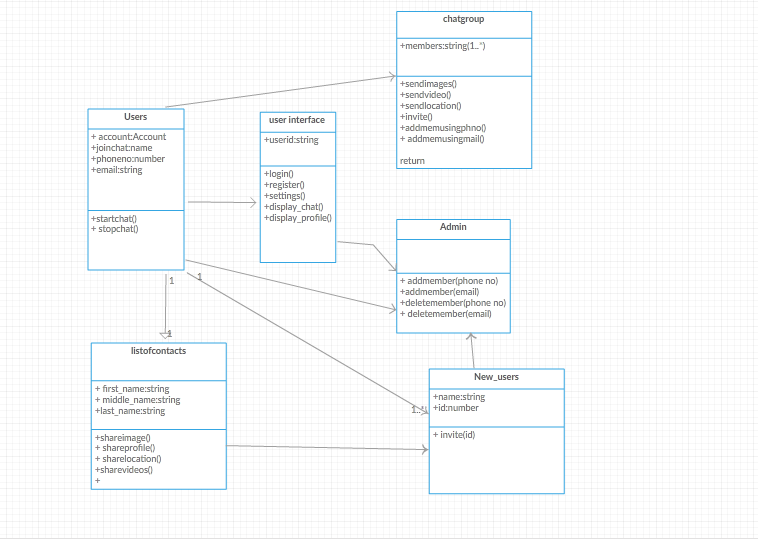 chatgroup
+members:string(1..*)
+sendimages()
+sendvideo()
+sendlocation()
+invite()
+addmemusingphno()
+addmemusingmail()
return
Users
+ account:Account
+joinchat:name
+phoneno:number
+email:string
+startchat()
+ stopchat()
user interface
+userid:string
+login()
+register()
+settings()
+display_chat()
+display_profile()
Admin
+ addmember(phone no)
+addmember(email)
+deletemember(phone no)
+ deletemember(email)
1
1
1
1..*
listofcontacts
+ first_name:string
+ middle_name:string
+last_name:string
+shareimage()
+ shareprofile()
+ sharelocation()
+sharevideos()
+
New_users
+name:string
+id:number
+ invite(id)